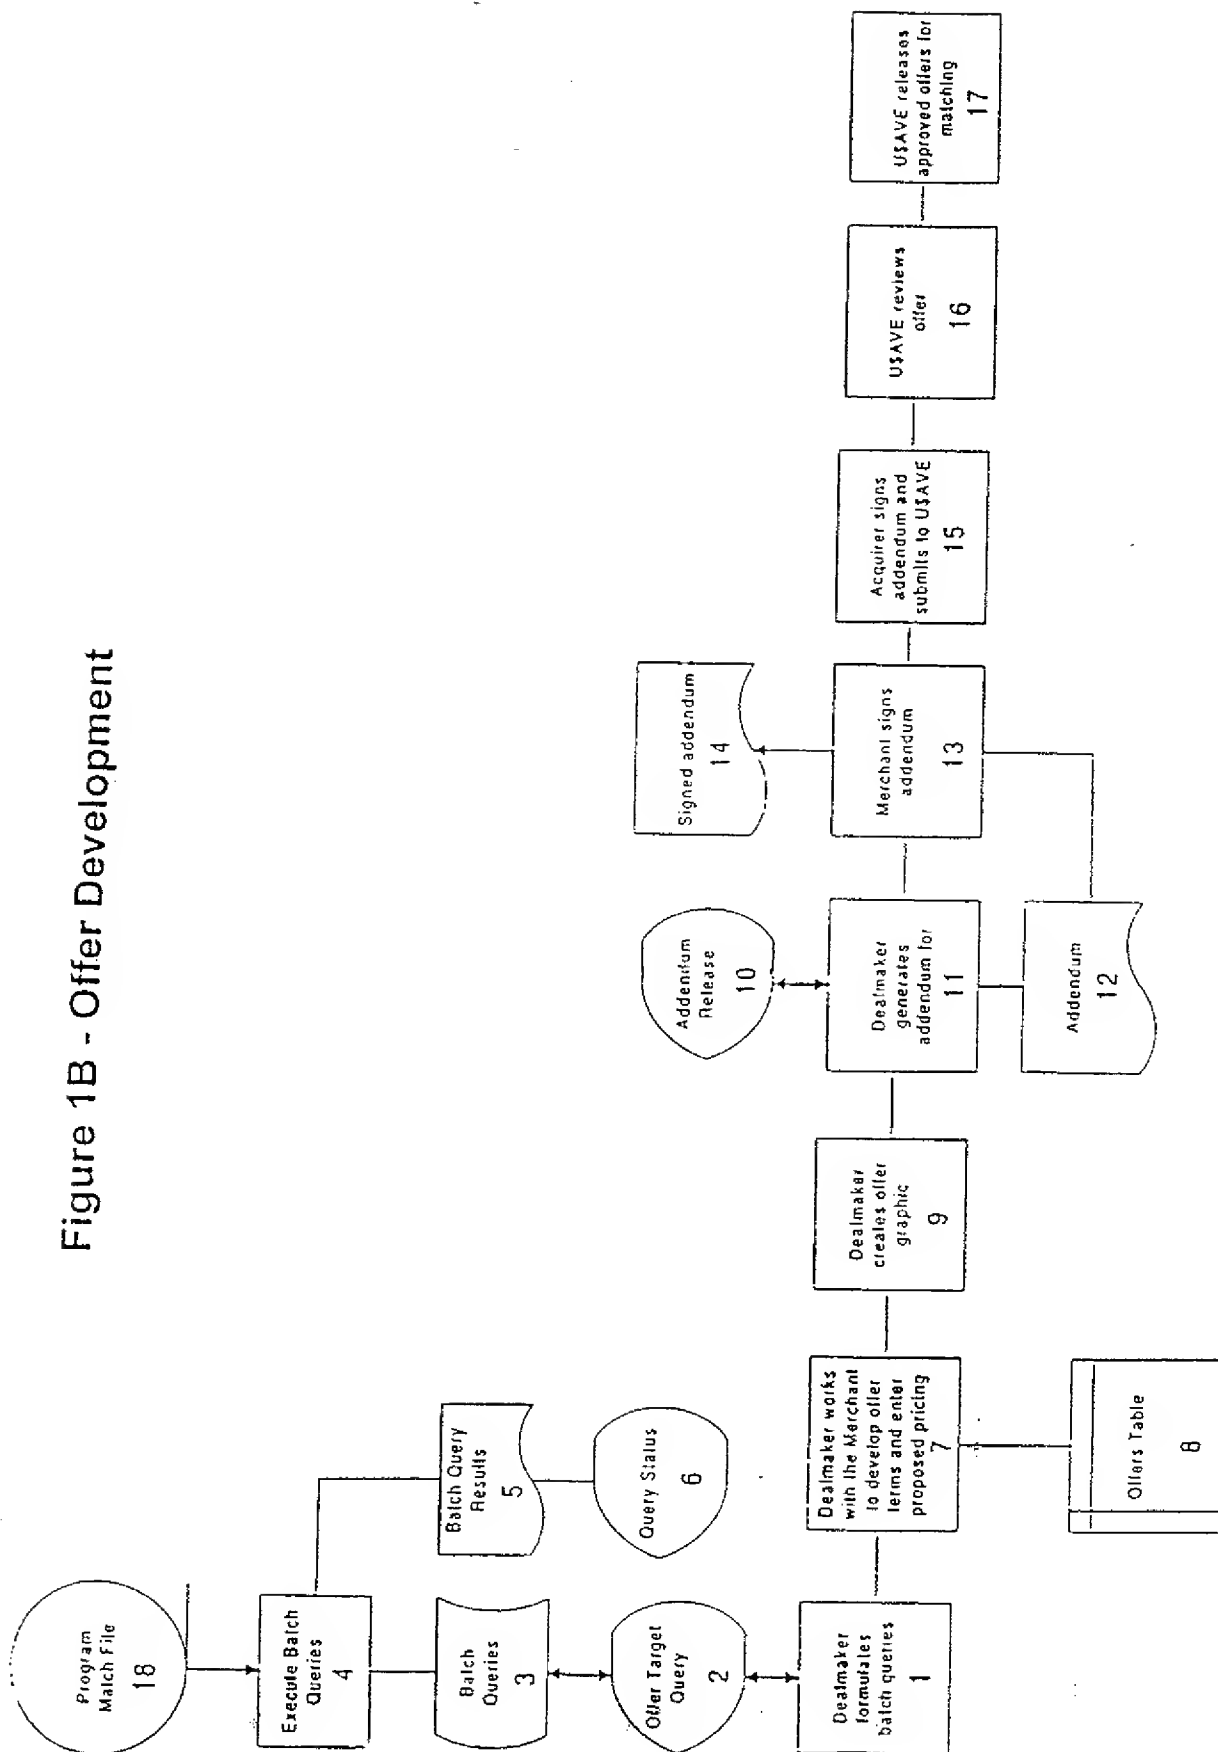 Figure 1B - Offer Development
Program
Match File
18
Execute Batch
Queries
4
Batch
Queries
3
Offer Target
Query
2
Dealmaker
formulates
batch queries
1
Batch Query
Results
5
Query Status
6
Dealmaker works
with the Merchant
to develop offer
terms and enter
proposed pricing
7
Offers Table
8
Dealmaker
creates offer
graphic
9
Addendum
Release
10
Dealmaker
generates
addendum for
11
Addendum
12
Signed addendum
14
Merchant signs
addendum
13
Acquirer signs
addendum and
submits to U$AVE
15
U$AVE reviews
offer
16
U$AVE releases
approved offers for
matching
17